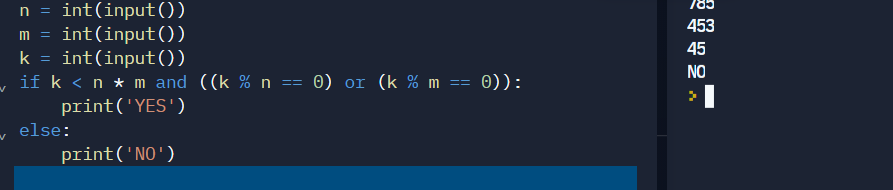 n = int(input())
m = int(input())
k = int(input())
if k < n * m and ((k % n == 0) or (k % m == 0)):
    print('YES')
else:
    print('NO')
785
453
45
NO
>